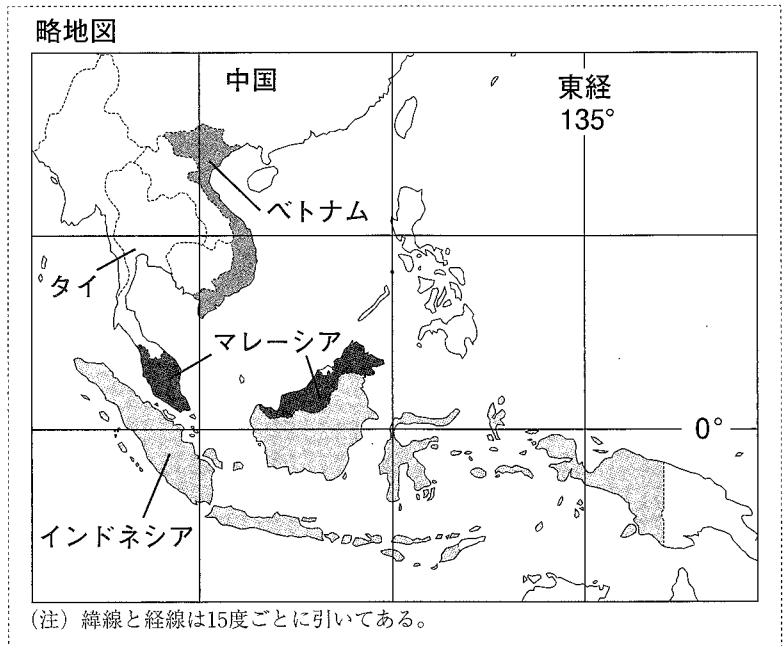 略地図
中国
東経
135°
ベトナム
タイ
マレーシア
0°
インドネシア
(注) 緯線と経線は15度ごとに引いてある。